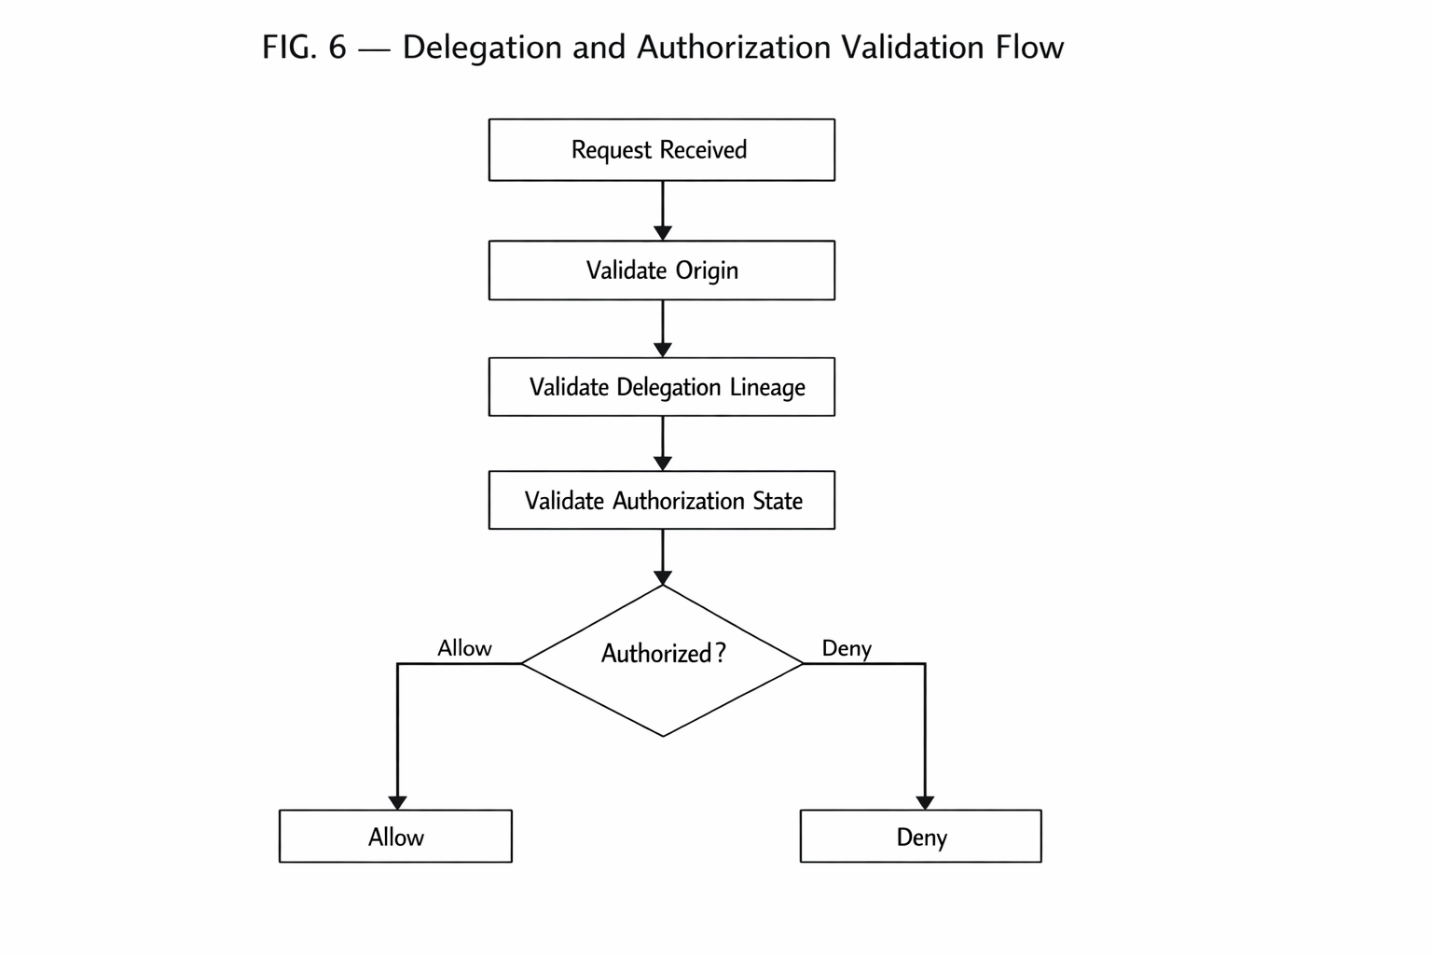 FIG. 6 — Delegation and Authorization Validation Flow
Request Received
Validate Origin
Validate Delegation Lineage
Validate Authorization State
Authorized?
Allow
Deny
Allow
Deny